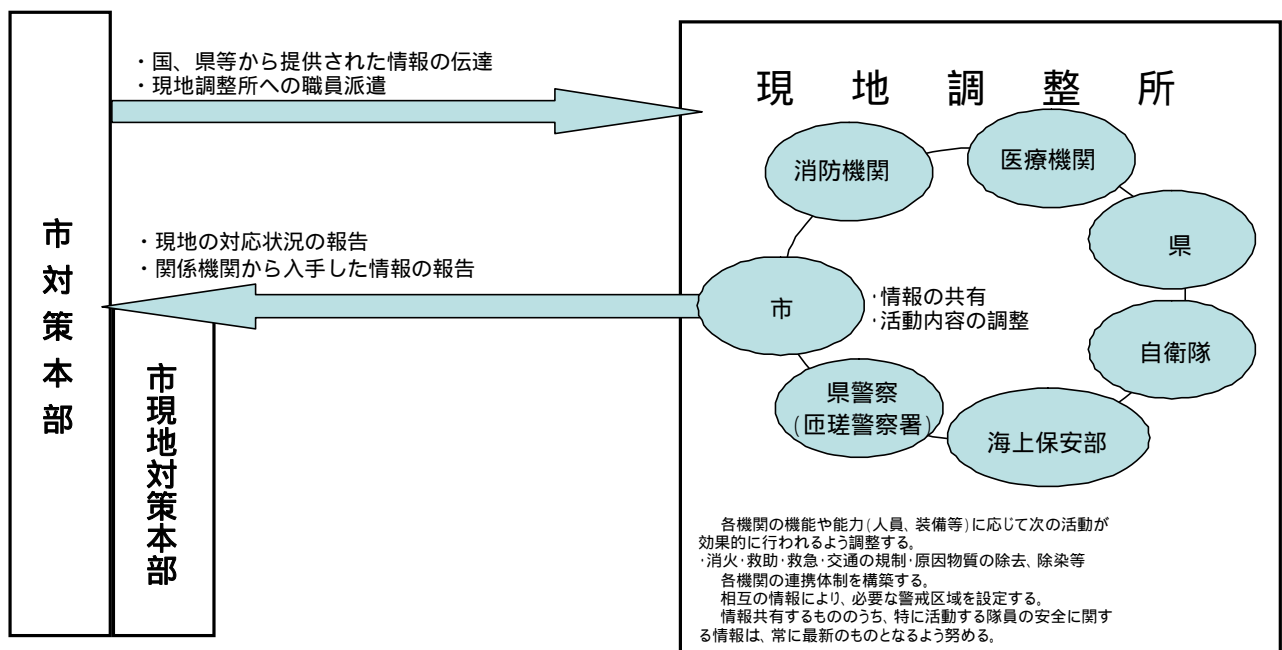 市対策本部
市現地対策本部
・国、県等から提供された情報の伝達
・現地調整所への職員派遣
・現地の対応状況の報告
・関係機関から入手した情報の報告
現地調整所
消防機関
医療機関
県
自衛隊
海上保安部
県警察
(匝瑳警察署)
市
・情報の共有
・活動内容の調整
各機関の機能や能力(人員、装備等)に応じて次の活動が
効果的に行われるよう調整する。
・消火・救助・救急・交通の規制・原因物質の除去、除染等
各機関の連携体制を構築する。
相互の情報により、必要な警戒区域を設定する。
情報共有するもののうち、特に活動する隊員の安全に関す
る情報は、常に最新のものとなるよう努める。